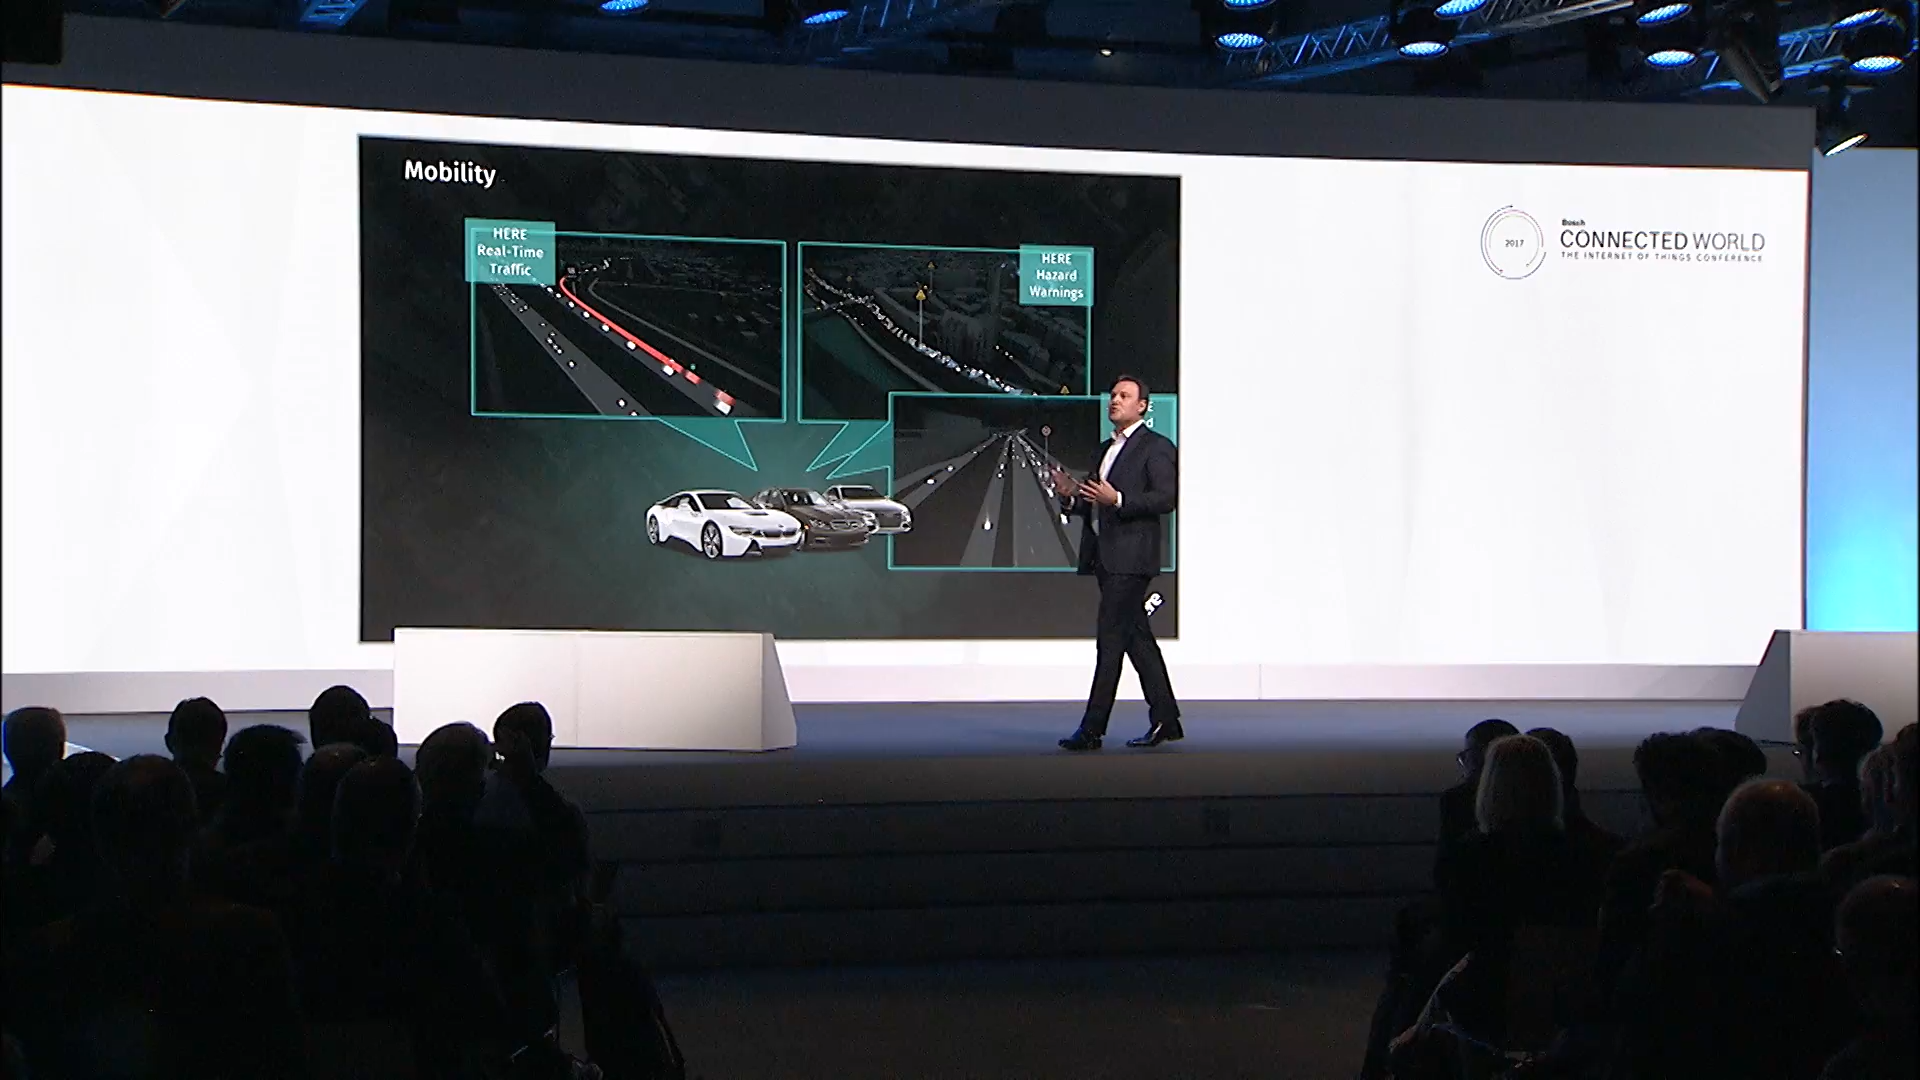 Mobility
HERE
Real-Time
Traffic
HERE
Hazard
Warnings
E
d
Bosch
2017
CONNECTED WORLD
THE INTERNET OF THINGS CONFERENCE